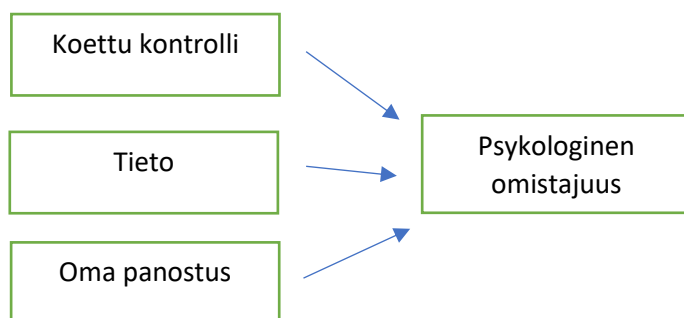 Koettu kontrolli
Tieto
Oma panostus
Psykologinen
omistajuus